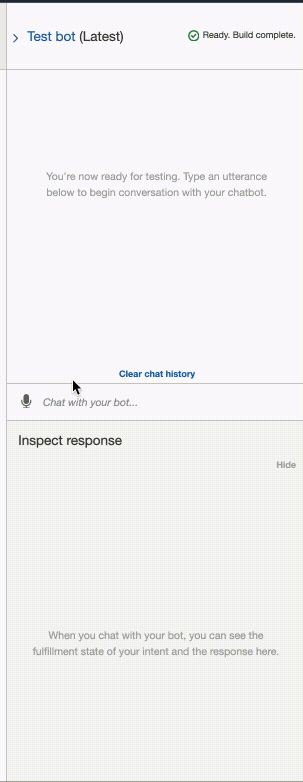 Test bot (Latest)
Ready. Build complete.
You're now ready for testing. Type an utterance
below to begin conversation with your chatbot.
Clear chat history
Chat with your bot...
Inspect response
Hide
When you chat with your bot, you can see the
fulfillment state of your intent and the response here.